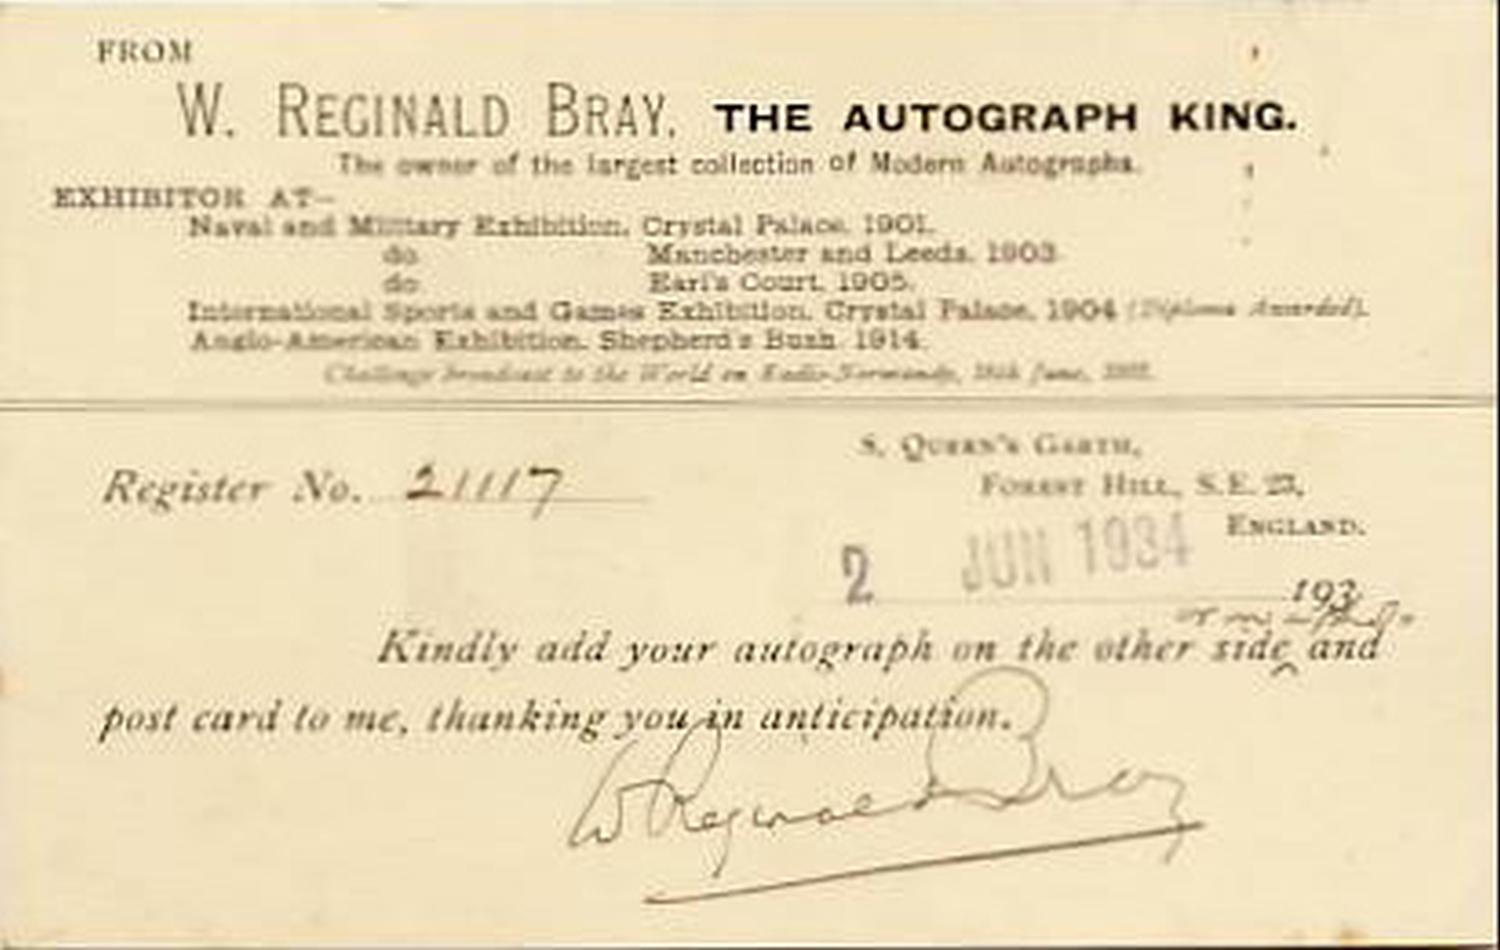 FROM
W. REGINALD BRAY, THE AUTOGRAPH KING.
The owner of the largest collection of Modern Autographs.
EXHIBITOR AT—
Naval and Military Exhibition, Crystal Palace, 1901.
do Manchester and Leeds, 1903.
do Earl's Court, 1905.
International Sports and Games Exhibition, Crystal Palace, 1904 (Diploma Awarded).
Anglo-American Exhibition, Shepherd's Bush, 1914.
Challenge broadcast to the World on Radio-Normandy, June,
QUEEN'S GARTH,
Register No. 21117
FOREST HILL, S.E. 23,
ENGLAND.
2 JUN 1934
193
Kindly add your autograph on the other side and
post card to me, thanking you in anticipation.
W Reginald Bray